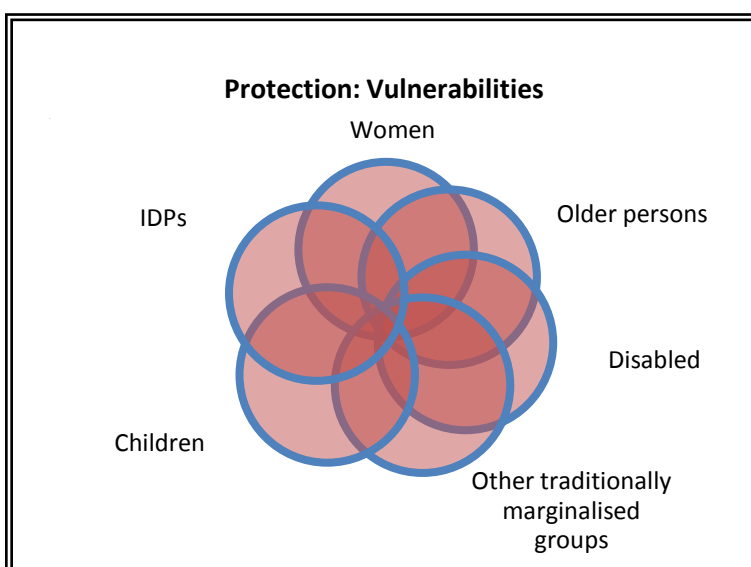 Protection: Vulnerabilities
Women
IDPs
Older persons
Disabled
Children
Other traditionally
marginalised
groups